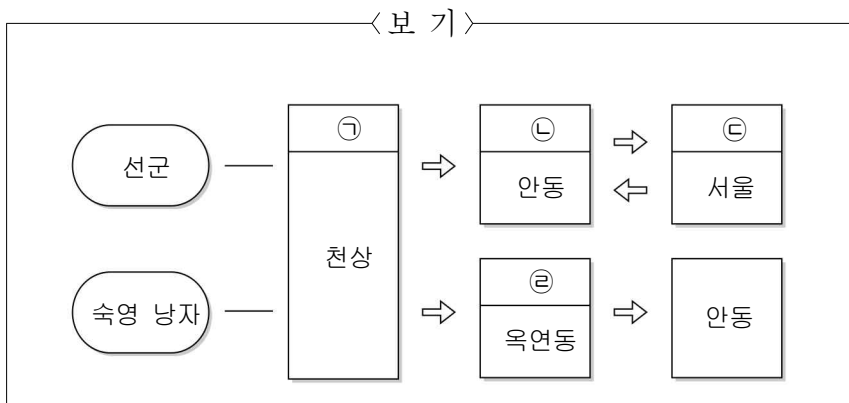 〈보 기〉
㉠ ㉡ ㉢
선군 안동 서울
천상
㉣
숙영 낭자 옥연동 안동